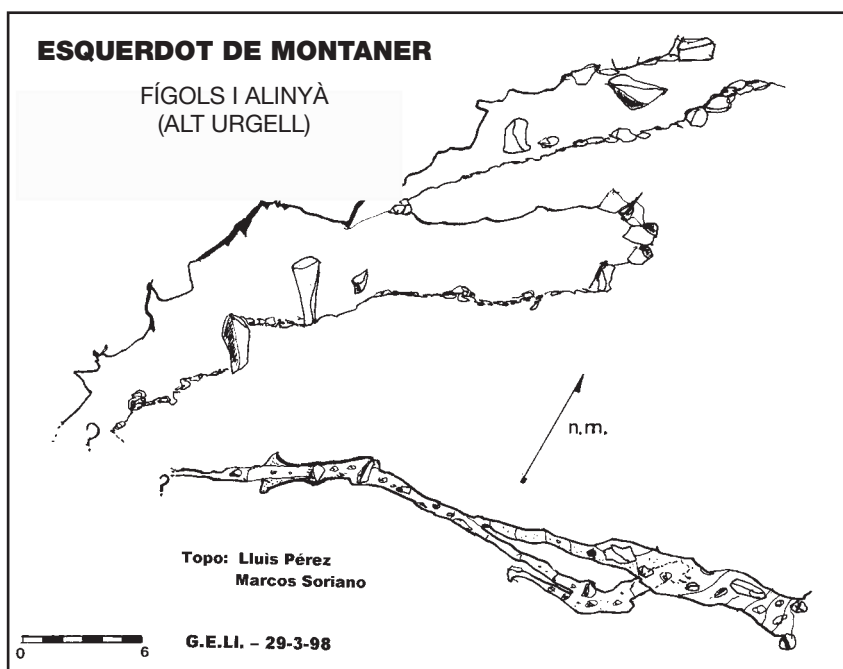 ESQUERDOT DE MONTANER
FÍGOLS I ALINYÀ
(ALT URGELL)
?
n.m.
?
Topo: Lluis Pérez
Marcos Soriano
G.E.Ll. – 29-3-98
0 6